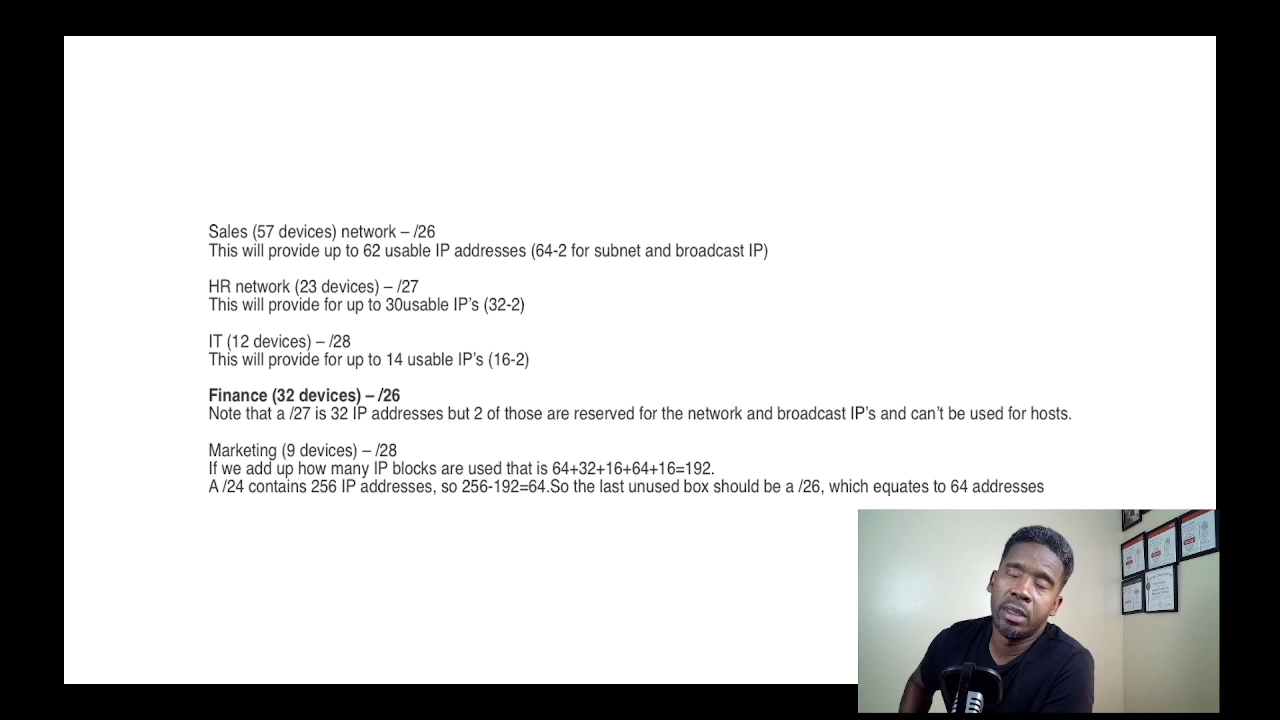 Sales (57 devices) network – /26
This will provide up to 62 usable IP addresses (64-2 for subnet and broadcast IP)
HR network (23 devices) – /27
This will provide for up to 30usable IP’s (32-2)
IT (12 devices) – /28
This will provide for up to 14 usable IP’s (16-2)
Finance (32 devices) – /26
Note that a /27 is 32 IP addresses but 2 of those are reserved for the network and broadcast IP’s and can’t be used for hosts.
Marketing (9 devices) – /28
If we add up how many IP blocks are used that is 64+32+16+64+16=192.
A /24 contains 256 IP addresses, so 256-192=64.So the last unused box should be a /26, which equates to 64 addresses